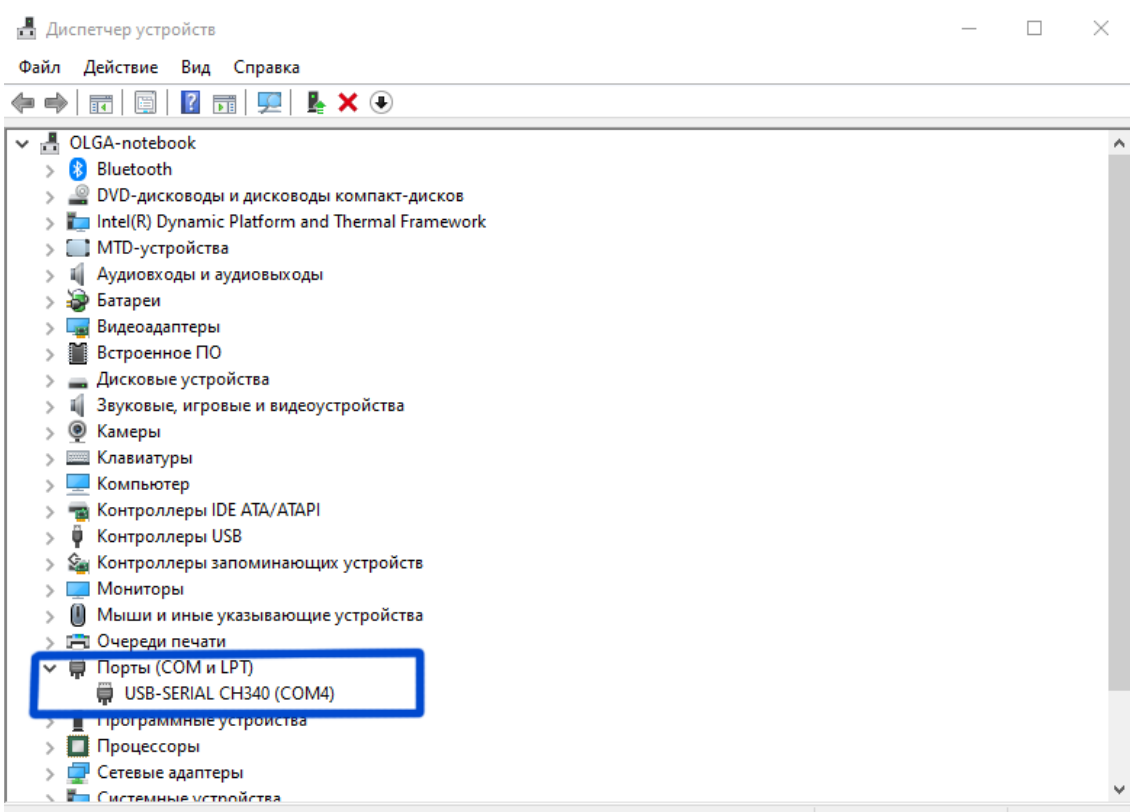 Диспетчер устройств
Файл Действие Вид Справка
OLGA-notebook
Bluetooth
DVD-дисководы и дисководы компакт-дисков
Intel(R) Dynamic Platform and Thermal Framework
MTD-устройства
Аудиовходы и аудиовыходы
Батареи
Видеоадаптеры
Встроенное ПО
Дисковые устройства
Звуковые, игровые и видеоустройства
Камеры
Клавиатуры
Компьютер
Контроллеры IDE ATA/ATAPI
Контроллеры USB
Контроллеры запоминающих устройств
Мониторы
Мыши и иные указывающие устройства
Очереди печати
Порты (COM и LPT)
USB-SERIAL CH340 (COM4)
Программные устройства
Процессоры
Сетевые адаптеры
Системные устройства